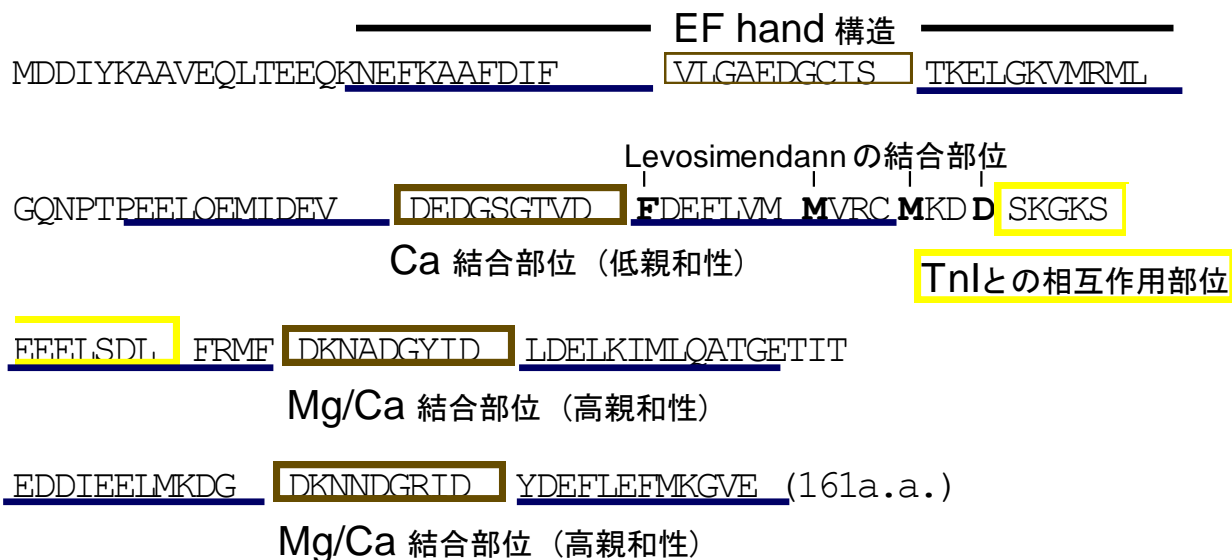 EF hand 構造
MDDIYKAAVEQLTEEQKNEFKAAFDIF VLGAEDGCIS TKELGKVMRML
Levosimendann の結合部位
GQNPTPEELQEMIDEV DEDGSGTVD FDEFLVM MVRCMKD D SKGKS
Ca 結合部位（低親和性）
TnIとの相互作用部位
EEELSDL FRMF DKNADGYID LDELKIMLQATGETIT
Mg/Ca 結合部位（高親和性）
EDDIEELMKDG DKNNDGRID YDEFLEFMKGVE (161a.a.)
Mg/Ca 結合部位（高親和性）